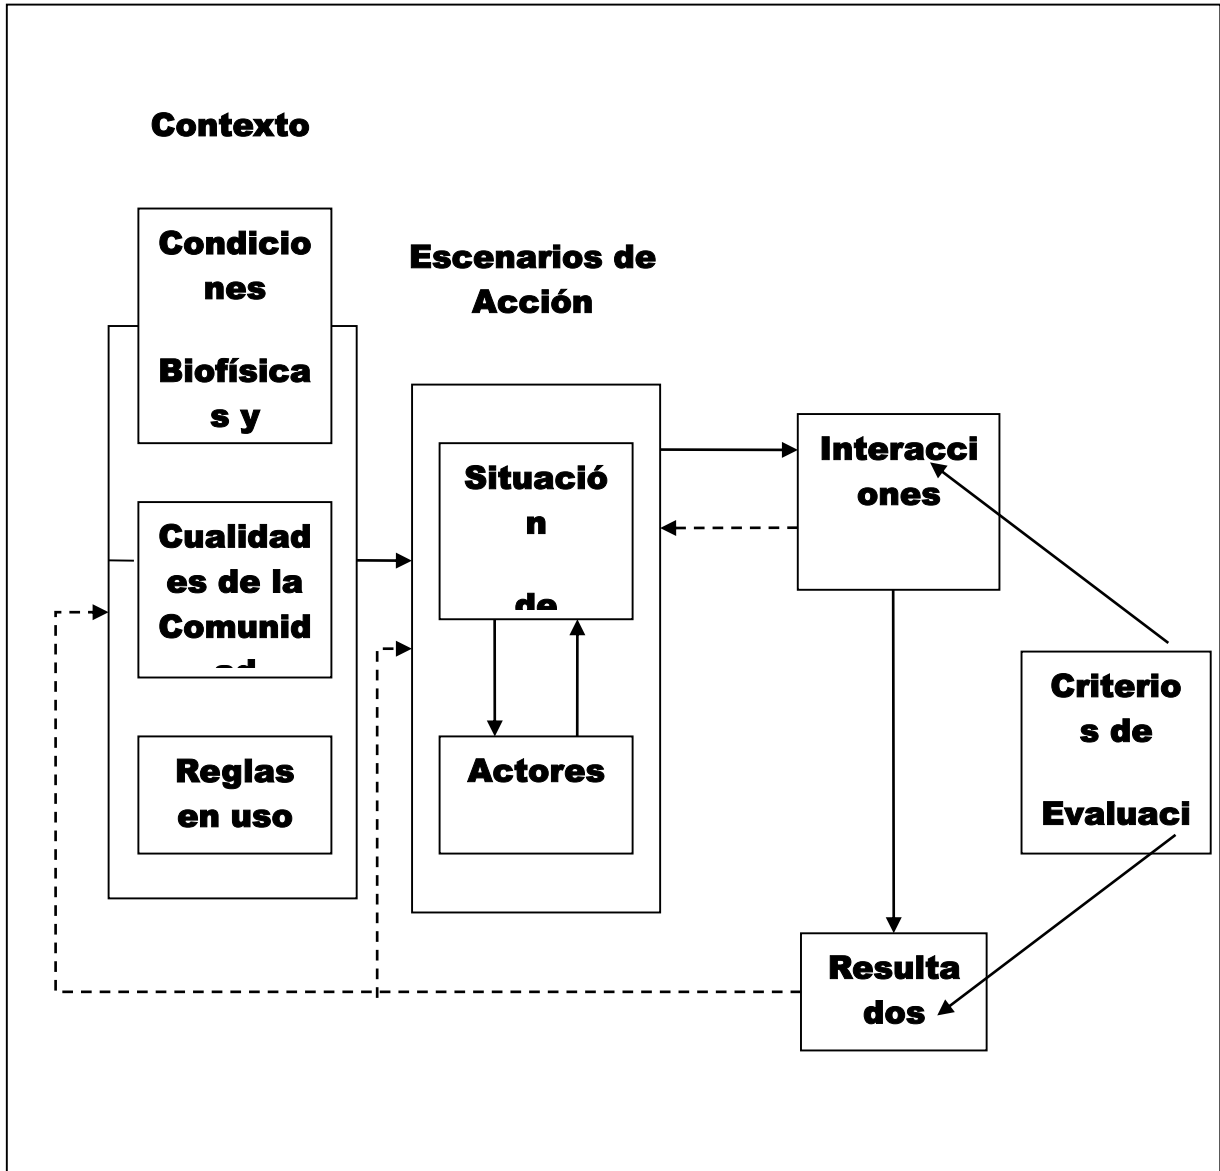 Contexto
Condicio
nes
Biofísica
s y
Cualidad
es de la
Comunid
ad
Reglas
en uso
Escenarios de
Acción
Situació
n
de
Actores
Interacci
ones
Criterio
s de
Evaluaci
Resulta
dos